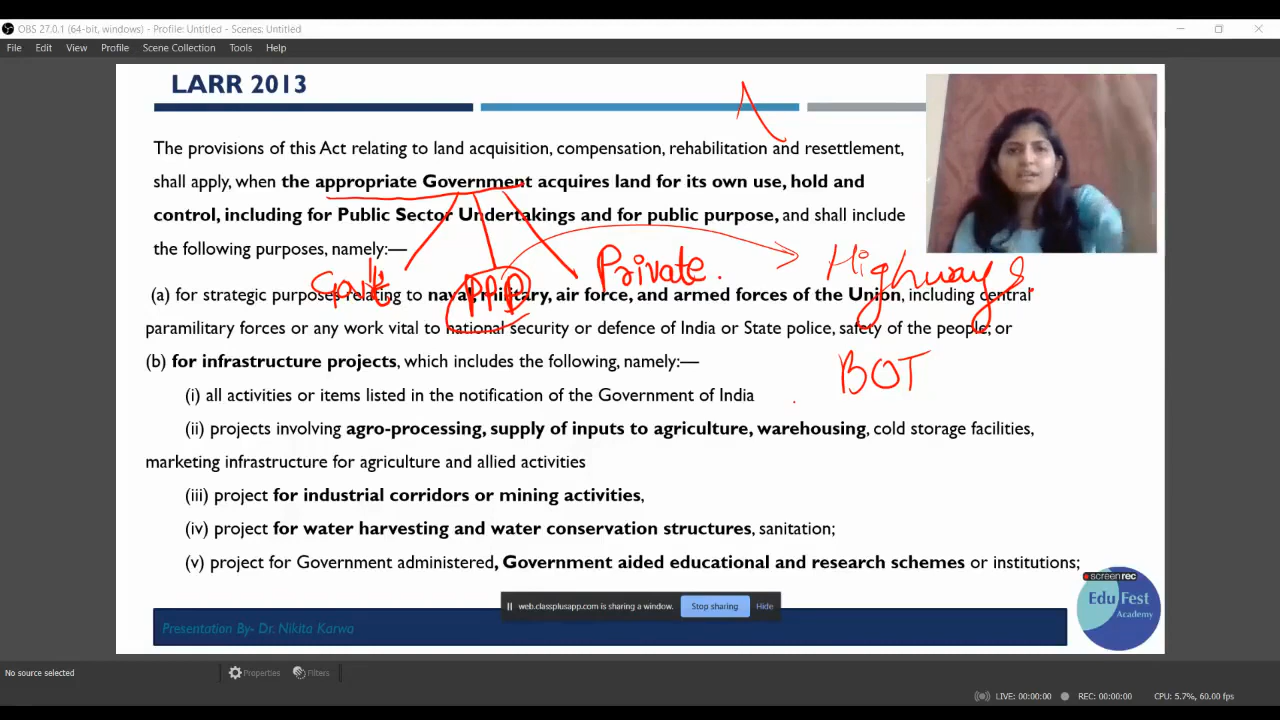 OBS 27.0.1 (64-bit, windows) - Profile: Untitled - Scenes: Untitled
File Edit View Profile Scene Collection Tools Help
LARR 2013
The provisions of this Act relating to land acquisition, compensation, rehabilitation and resettlement,
shall apply, when the appropriate Government acquires land for its own use, hold and
control, including for Public Sector Undertakings and for public purpose, and shall include
the following purposes, namely:—
Private.
Highways.
PPP
(a) for strategic purposes relating to naval, military, air force, and armed forces of the Union, including central
paramilitary forces or any work vital to national security or defence of India or State police, safety of the people; or
(b) for infrastructure projects, which includes the following, namely:—
BOT
(i) all activities or items listed in the notification of the Government of India
(ii) projects involving agro-processing, supply of inputs to agriculture, warehousing, cold storage facilities,
marketing infrastructure for agriculture and allied activities
(iii) project for industrial corridors or mining activities,
(iv) project for water harvesting and water conservation structures, sanitation;
(v) project for Government administered, Government aided educational and research schemes or institutions;
screenrec
EduFest
Academy
web.classplusapp.com is sharing a window. Stop sharing Hide
Presentation By- Dr. Nikita Karwa
No source selected Properties Filters
LIVE: 00:00:00 REC: 00:00:00 CPU: 5.7%, 60.00 fps